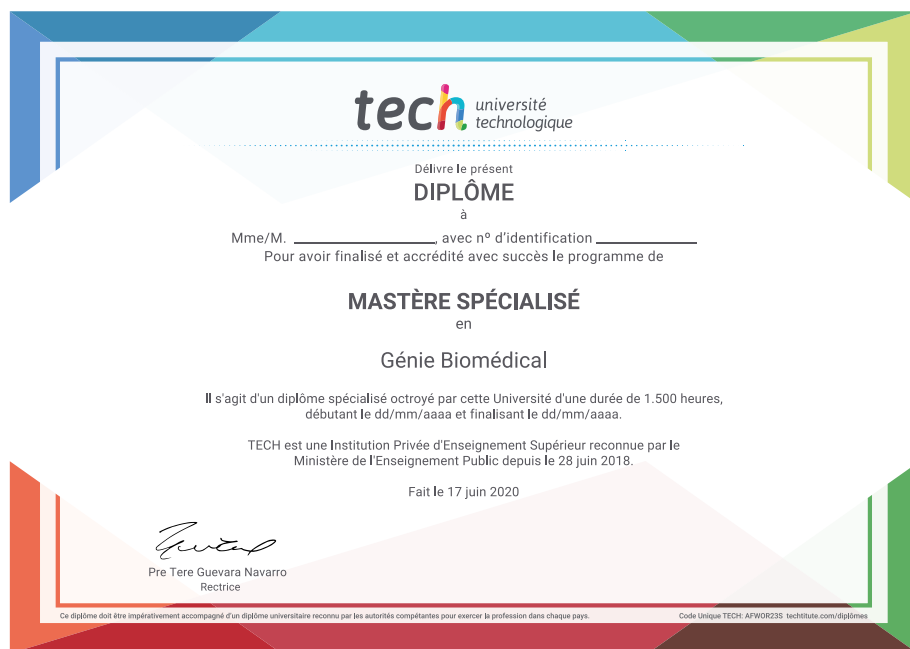 tech université
technologique
Délivre le présent
DIPLÔME
à
Mme/M. ____________, avec nº d'identification ____________
Pour avoir finalisé et accrédité avec succès le programme de
MASTÈRE SPÉCIALISÉ
en
Génie Biomédical
Il s'agit d'un diplôme spécialisé octroyé par cette Université d'une durée de 1.500 heures,
débutant le dd/mm/aaaa et finalisant le dd/mm/aaaa.
TECH est une Institution Privée d'Enseignement Supérieur reconnue par le
Ministère de l'Enseignement Public depuis le 28 juin 2018.
Fait le 17 juin 2020
Pre Tere Guevara Navarro
Rectrice
Ce diplôme doit être impérativement accompagné d'un diplôme universitaire reconnu par les autorités compétantes pour exercer la profession dans chaque pays.
Code Unique TECH: AFWOR23S techtitute.com/diplômes